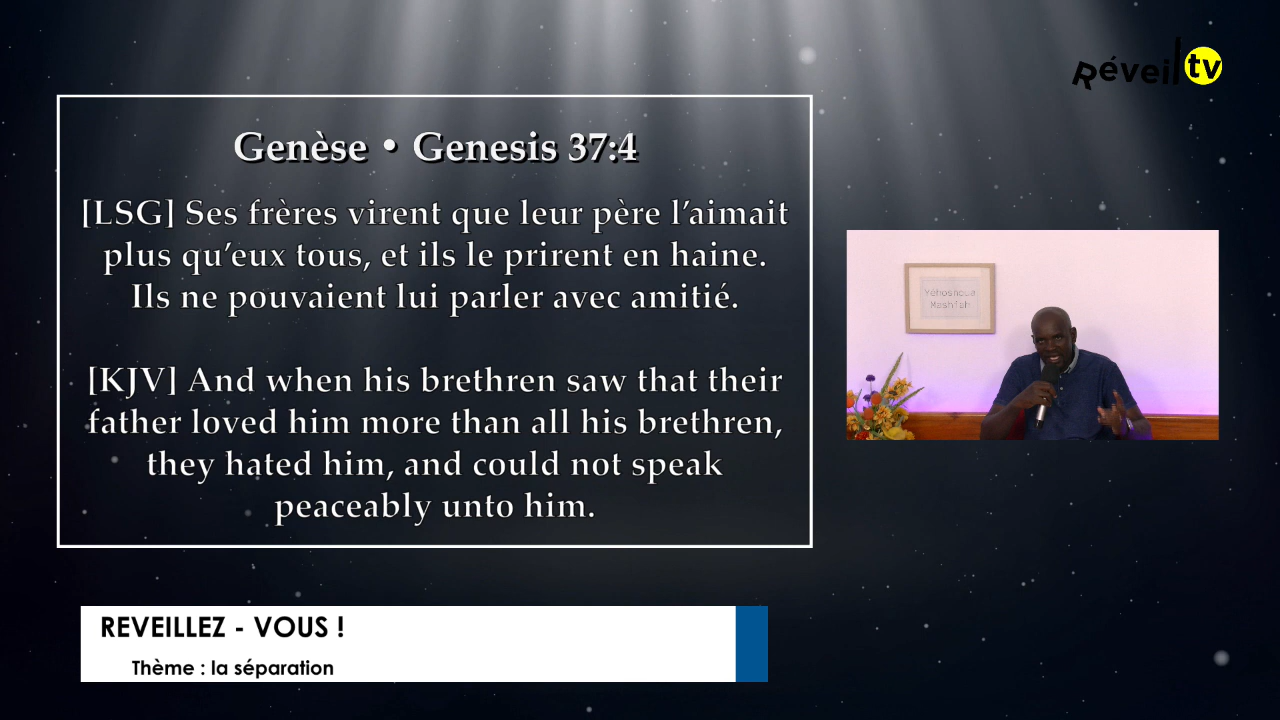 Réveil tv
Genèse • Genesis 37:4
[LSG] Ses frères virent que leur père l’aimait
plus qu’eux tous, et ils le prirent en haine.
Ils ne pouvaient lui parler avec amitié.
[KJV] And when his brethren saw that their
father loved him more than all his brethren,
they hated him, and could not speak
peaceably unto him.
Yéhoshoua
Mashiah
REVEILLEZ - VOUS !
Thème : la séparation